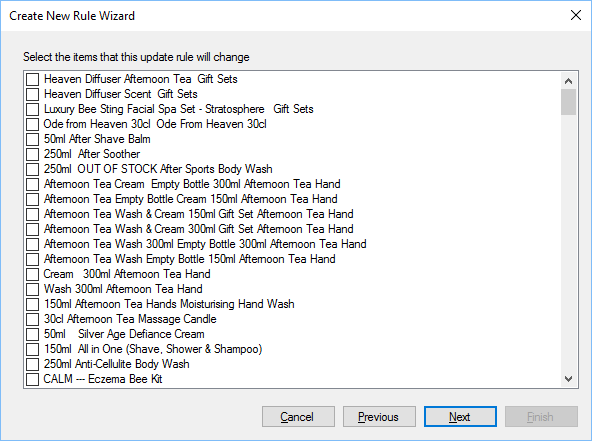 Create New Rule Wizard
Select the items that this update rule will change
Heaven Diffuser Afternoon Tea  Gift Sets
Heaven Diffuser Scent  Gift Sets
Luxury Bee Sting Facial Spa Set - Stratosphere   Gift Sets
Ode from Heaven 30cl  Ode From Heaven 30cl
50ml After Shave Balm
250ml  After Soother
250ml  OUT OF STOCK After Sports Body Wash
Afternoon Tea Cream  Empty Bottle 300ml Afternoon Tea Hand
Afternoon Tea Empty Bottle Cream 150ml Afternoon Tea Hand
Afternoon Tea Wash & Cream 150ml Gift Set Afternoon Tea Hand
Afternoon Tea Wash & Cream 300ml Gift Set Afternoon Tea Hand
Afternoon Tea Wash 300ml Empty Bottle 300ml Afternoon Tea Hand
Afternoon Tea Wash Empty Bottle 150ml Afternoon Tea Hand
Cream   300ml Afternoon Tea Hand
Wash 300ml Afternoon Tea Hand
150ml Afternoon Tea Hands Moisturising Hand Wash
30cl Afternoon Tea Massage Candle
50ml    Silver Age Defiance Cream
150ml  All in One (Shave, Shower & Shampoo)
250ml Anti-Cellulite Body Wash
CALM --- Eczema Bee Kit
Cancel Previous Next Finish